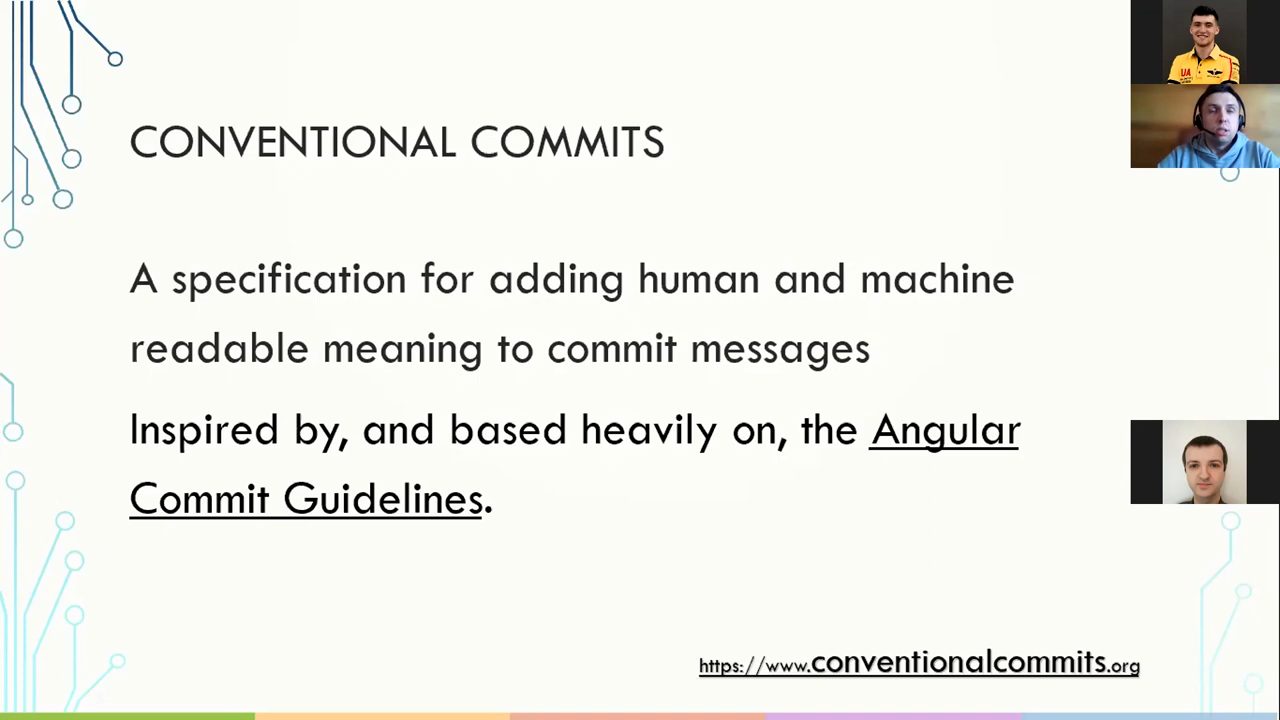 CONVENTIONAL COMMITS
A specification for adding human and machine
readable meaning to commit messages
Inspired by, and based heavily on, the Angular
Commit Guidelines.
https://www.conventionalcommits.org
UA